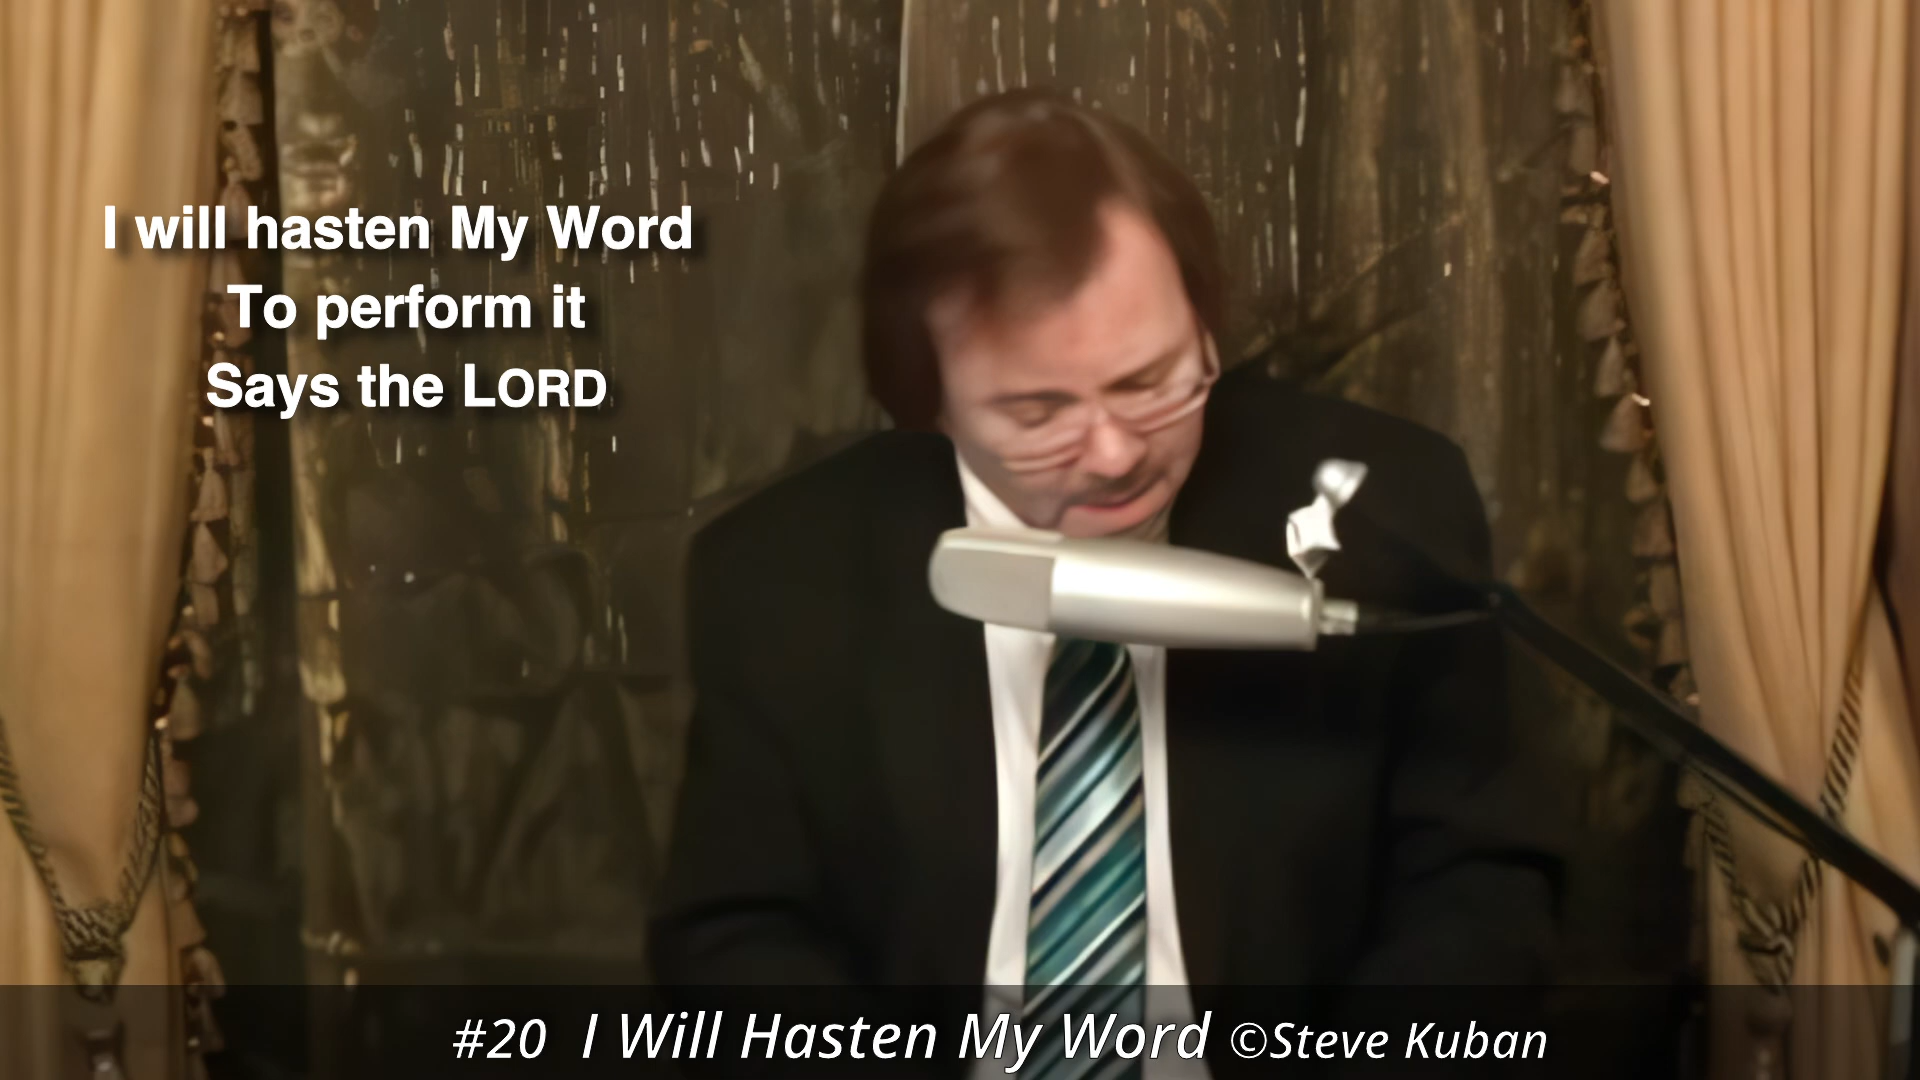 I will hasten My Word
To perform it
Says the LORD
#20 I Will Hasten My Word ©Steve Kuban